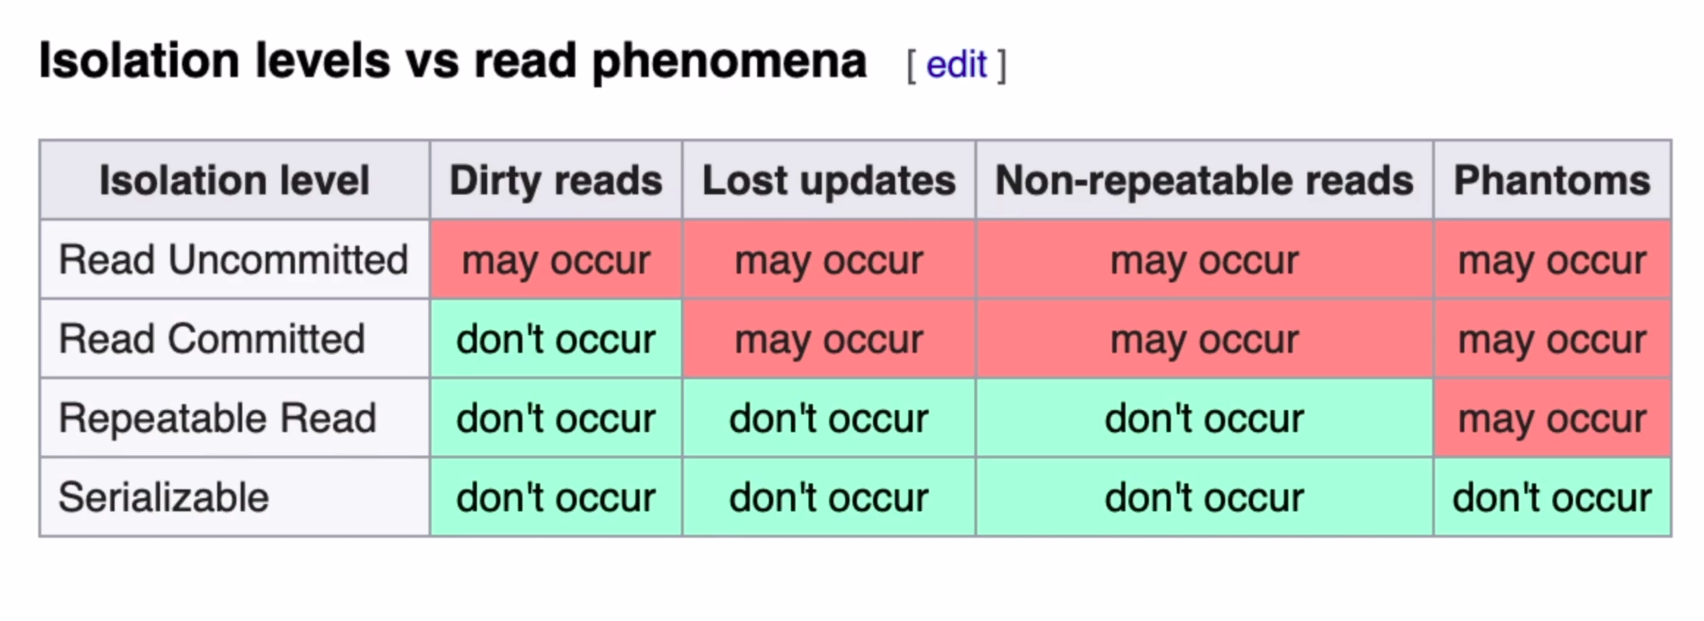 Isolation levels vs read phenomena [ edit ]
Isolation level Dirty reads Lost updates Non-repeatable reads Phantoms
Read Uncommitted may occur may occur may occur may occur
Read Committed don't occur may occur may occur may occur
Repeatable Read don't occur don't occur don't occur may occur
Serializable don't occur don't occur don't occur don't occur